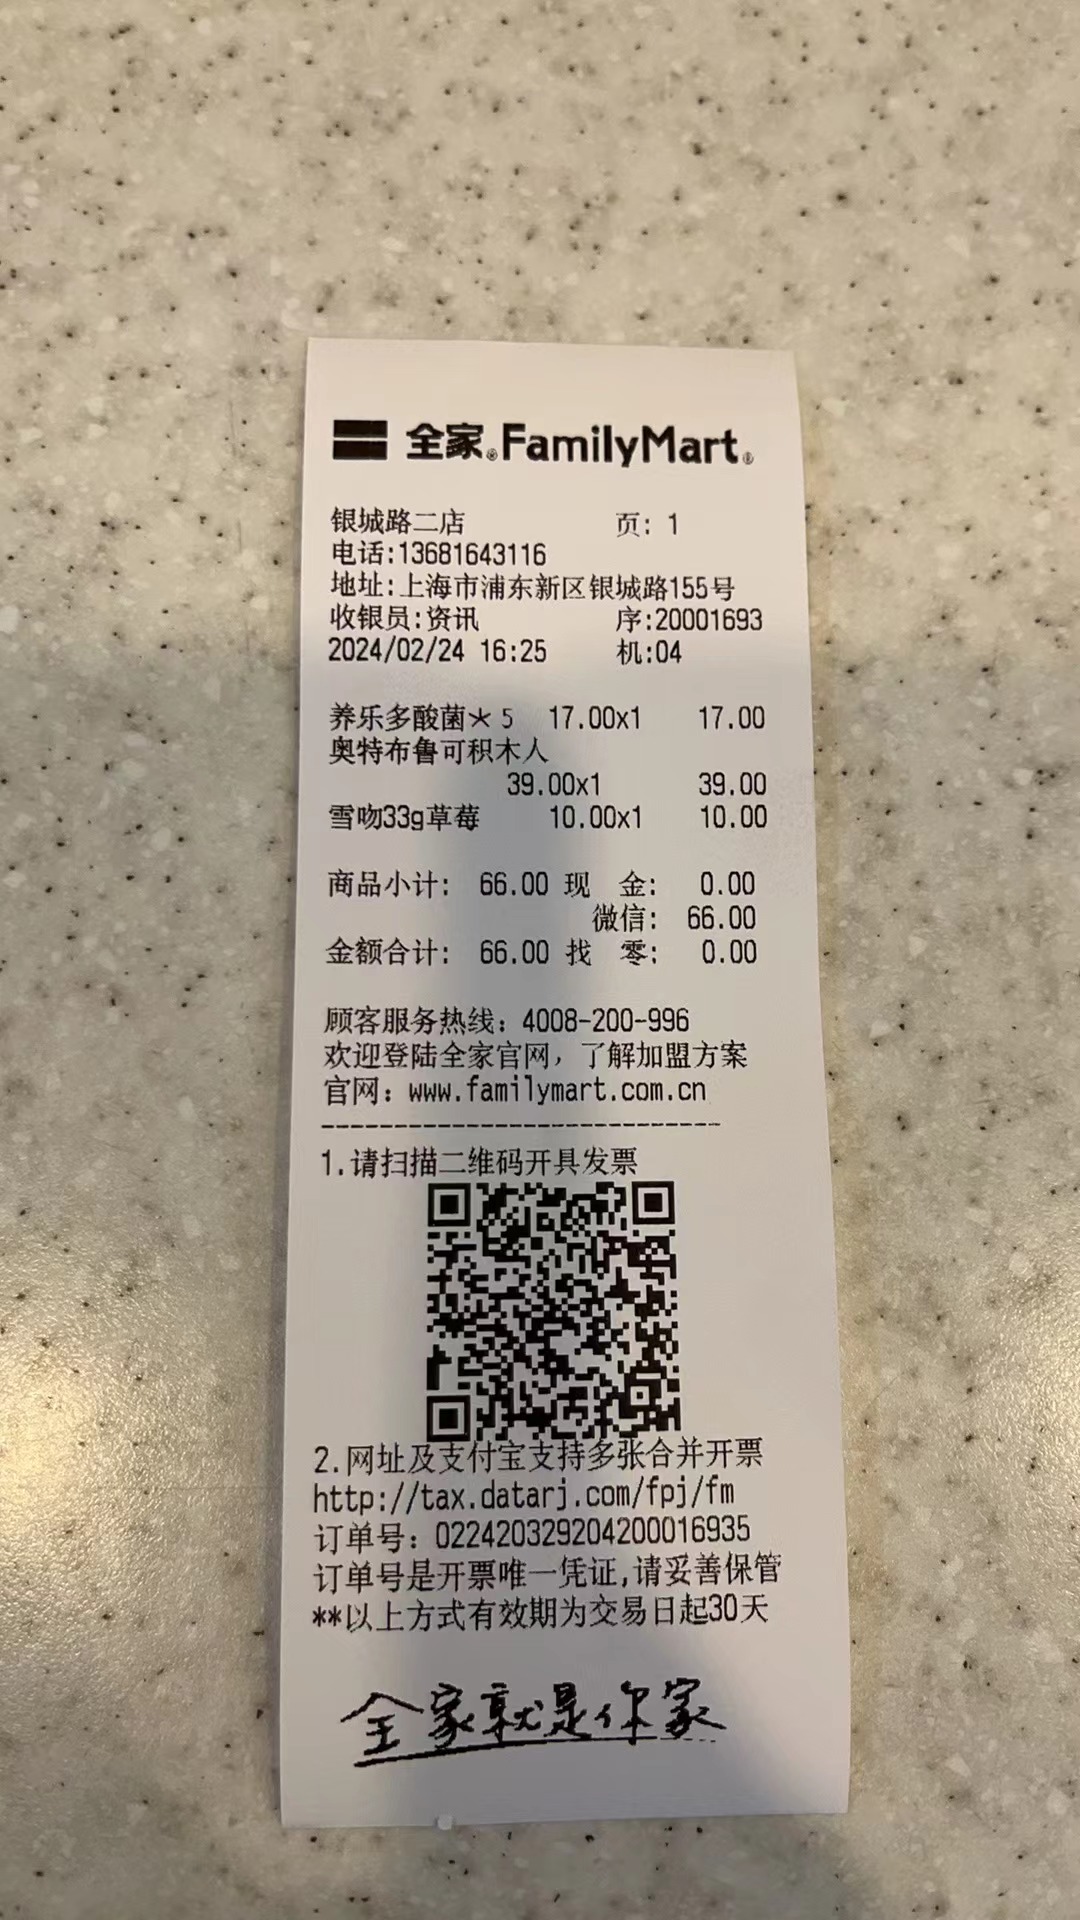 全家®FamilyMart®
银城路二店 页: 1
电话:13681643116
地址:上海市浦东新区银城路155号
收银员:资讯 序:20001693
2024/02/24 16:25 机:04
养乐多酸菌*5 17.00x1 17.00
奥特布鲁可积木人
39.00x1 39.00
雪吻33g草莓 10.00x1 10.00
商品小计: 66.00 现 金: 0.00
微信: 66.00
金额合计: 66.00 找 零: 0.00
顾客服务热线: 4008-200-996
欢迎登陆全家官网，了解加盟方案
官网: www.familymart.com.cn
----------------------------
1.请扫描二维码开具发票
2.网址及支付宝支持多张合并开票
http://tax.datarj.com/fpj/fm
订单号: 022420329204200016935
订单号是开票唯一凭证,请妥善保管
**以上方式有效期为交易日起30天
全家就是你家